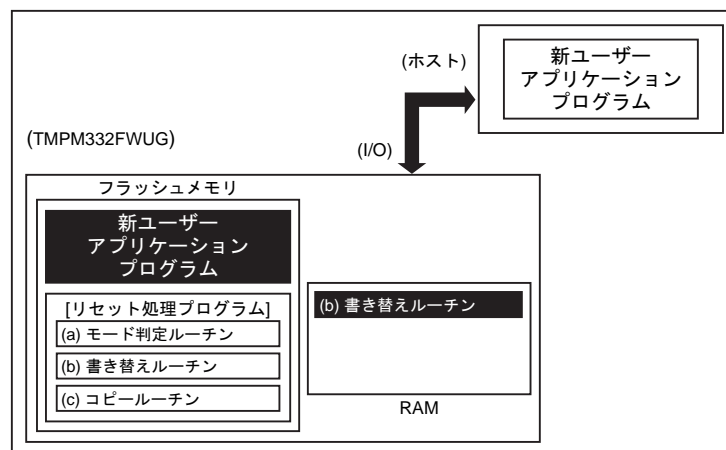 (ホスト)
新ユーザー
アプリケーション
プログラム
(TMPM332FWUG)
(I/O)
フラッシュメモリ
新ユーザー
アプリケーション
プログラム
[リセット処理プログラム]
(a) モード判定ルーチン
(b) 書き替えルーチン
(c) コピールーチン
(b) 書き替えルーチン
RAM